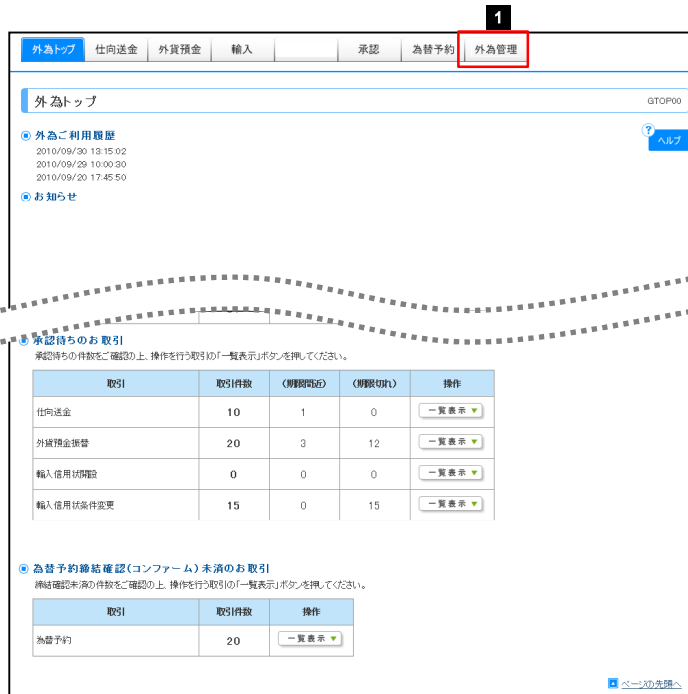 1
外為トップ 仕向送金 外貨預金 輸入 承認 為替予約 外為管理
外為トップ GTOP00
外為ご利用履歴 ? ヘルプ
2010/09/30 13:15:02
2010/09/29 10:00:30
2010/09/20 17:45:50
お知らせ
承認待ちのお取引
承認待ちの件数をご確認の上、操作を行う取引の「一覧表示」ボタンを押してください。
取引 取引件数 (期限間近) (期限切れ) 操作
仕向送金 10 1 0 一覧表示 ▼
外貨預金振替 20 3 12 一覧表示 ▼
輸入信用状開設 0 0 0 一覧表示 ▼
輸入信用状条件変更 15 0 15 一覧表示 ▼
為替予約締結確認(コンファーム)未済のお取引
締結確認未済の件数をご確認の上、操作を行う取引の「一覧表示」ボタンを押してください。
取引 取引件数 操作
為替予約 20 一覧表示 ▼
ページの先頭へ